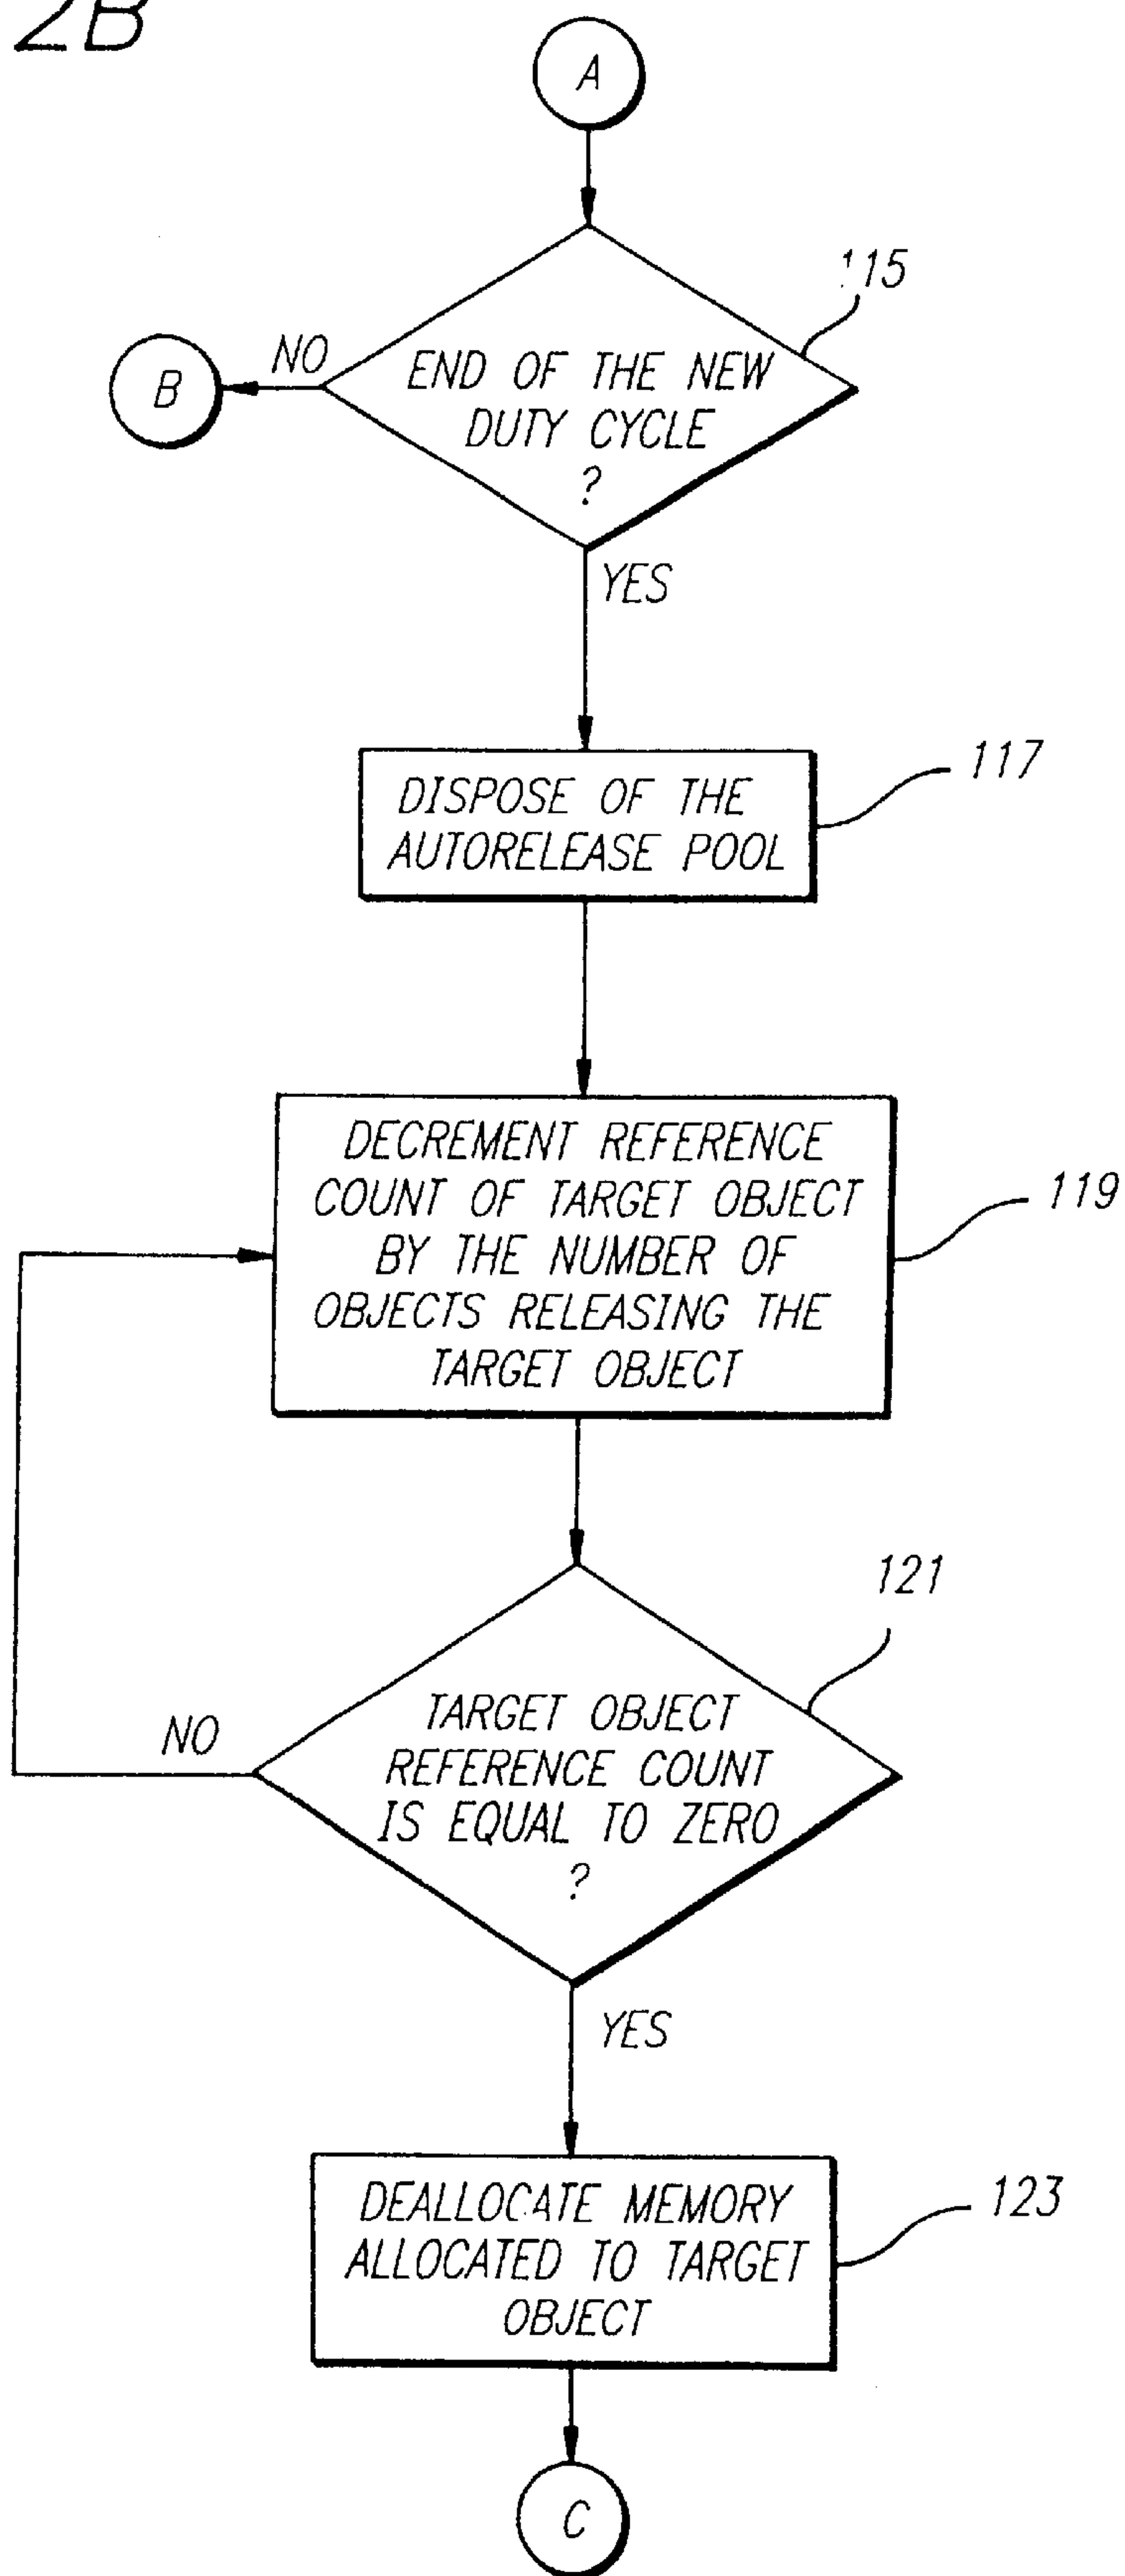 2B
A
115
END OF THE NEW
DUTY CYCLE
?
NO
B
YES
DISPOSE OF THE
AUTORELEASE POOL
117
DECREMENT REFERENCE
COUNT OF TARGET OBJECT
BY THE NUMBER OF
OBJECTS RELEASING THE
TARGET OBJECT
119
121
TARGET OBJECT
REFERENCE COUNT
IS EQUAL TO ZERO
?
NO
YES
DEALLOCATE MEMORY
ALLOCATED TO TARGET
OBJECT
123
C